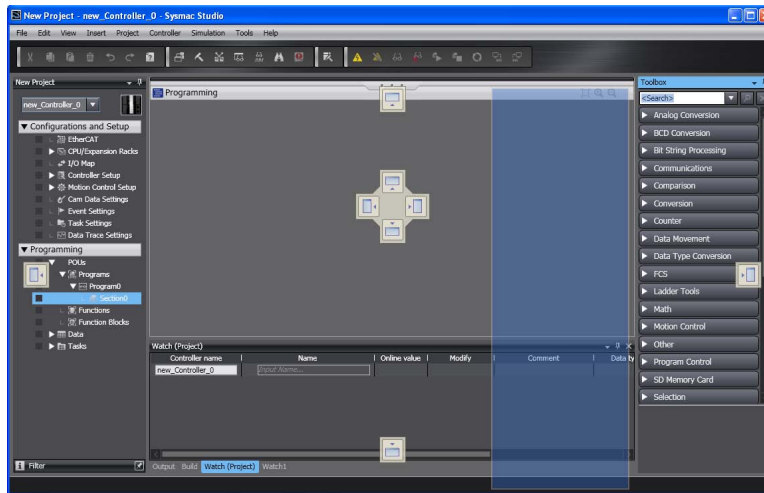 New Project - new_Controller_0 - Sysmac Studio
File Edit View Insert Project Controller Simulation Tools Help
New Project
new_Controller_0
Configurations and Setup
EtherCAT
CPU/Expansion Racks
I/O Map
Controller Setup
Motion Control Setup
Cam Data Settings
Event Settings
Task Settings
Data Trace Settings
Programming
POUs
Programs
Program0
Section0
Functions
Function Blocks
Data
Tasks
Filter
Programming
Watch (Project)
Controller name Name Online value Modify Comment Data ty
new_Controller_0 Input Name...
Output Build Watch (Project) Watch1
Toolbox
<Search>
Analog Conversion
BCD Conversion
Bit String Processing
Communications
Comparison
Conversion
Counter
Data Movement
Data Type Conversion
FCS
Ladder Tools
Math
Motion Control
Other
Program Control
SD Memory Card
Selection